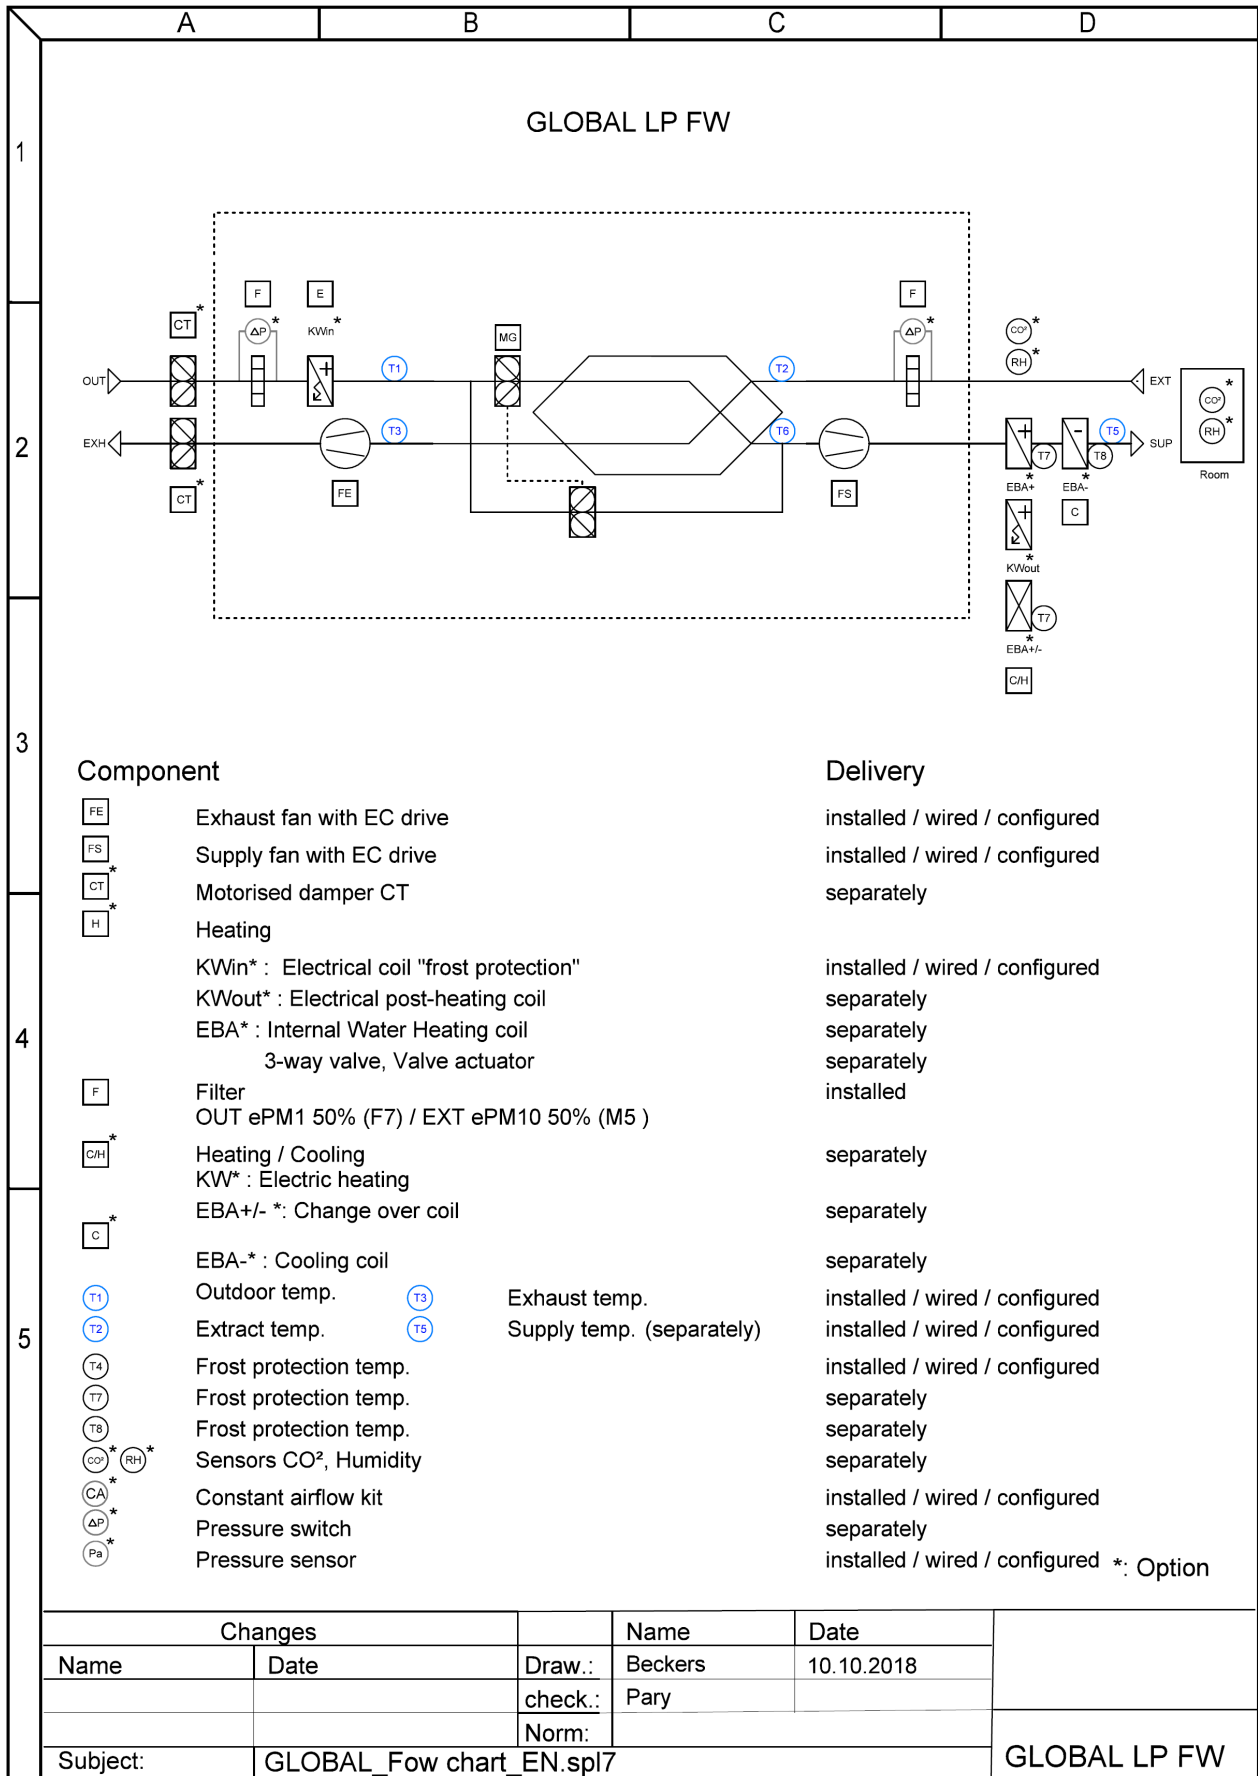 A B C D
1
GLOBAL LP FW
F E F
CT * ΔP * KWin * MG ΔP * CO² *
RH *
OUT T1 T2 EXT
CO² *
EXH T3 T6 T5 SUP RH *
2
T7 T8
Room
CT * FE FS EBA+ * EBA- *
C
KWout *
T7
EBA+/- *
C/H
3
Component Delivery
FE Exhaust fan with EC drive installed / wired / configured
FS Supply fan with EC drive installed / wired / configured
CT * Motorised damper CT separately
H * Heating
KWin* : Electrical coil "frost protection" installed / wired / configured
KWout* : Electrical post-heating coil separately
4
EBA* : Internal Water Heating coil separately
3-way valve, Valve actuator separately
F Filter installed
OUT ePM1 50% (F7) / EXT ePM10 50% (M5 )
C/H * Heating / Cooling separately
KW* : Electric heating
EBA+/- *: Change over coil separately
C *
EBA-* : Cooling coil separately
T1 Outdoor temp. T3 Exhaust temp. installed / wired / configured
5
T2 Extract temp. T5 Supply temp. (separately) installed / wired / configured
T4 Frost protection temp. installed / wired / configured
T7 Frost protection temp. separately
T8 Frost protection temp. separately
CO² * RH * Sensors CO², Humidity separately
CA * Constant airflow kit installed / wired / configured
ΔP * Pressure switch separately
Pa * Pressure sensor installed / wired / configured *: Option
Changes Name Date
Name Date Draw.: Beckers 10.10.2018
check.: Pary
Norm:
Subject: GLOBAL_Fow chart_EN.spl7 GLOBAL LP FW